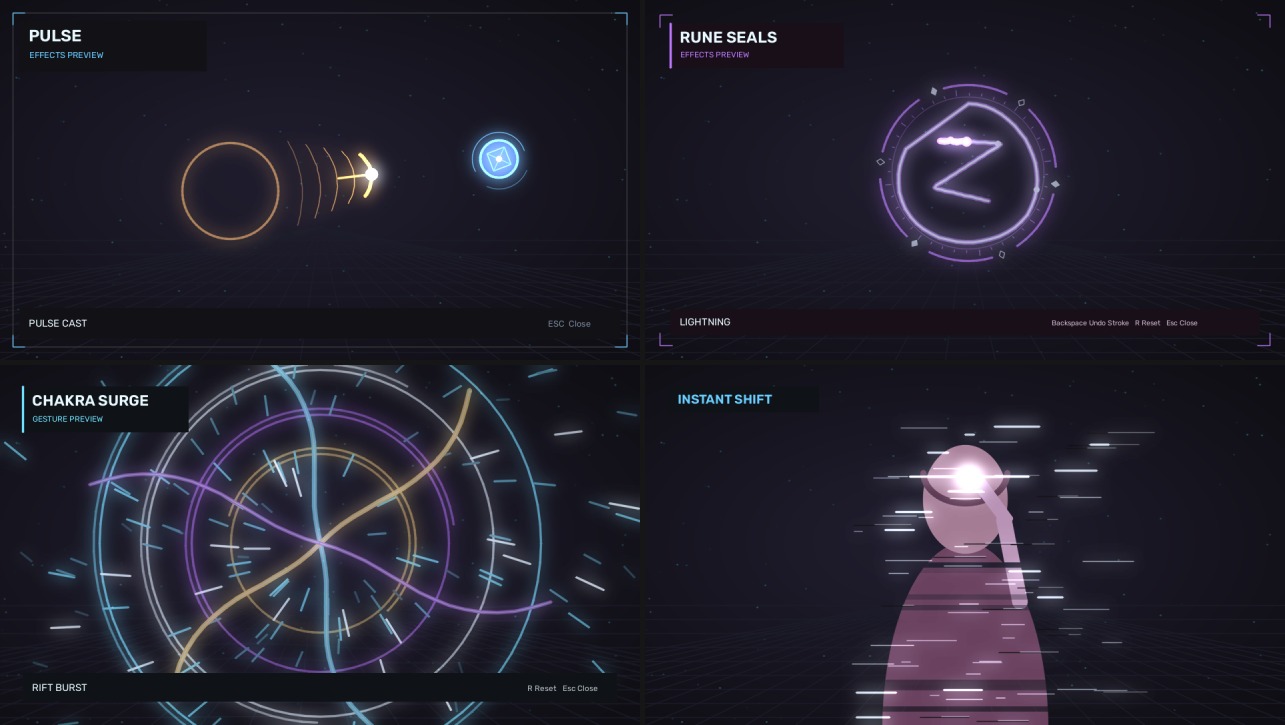 PULSE
EFFECTS PREVIEW
PULSE CAST
ESC Close
RUNE SEALS
EFFECTS PREVIEW
LIGHTNING
Backspace Undo Stroke R Reset Esc Close
CHAKRA SURGE
GESTURE PREVIEW
RIFT BURST
R Reset Esc Close
INSTANT SHIFT